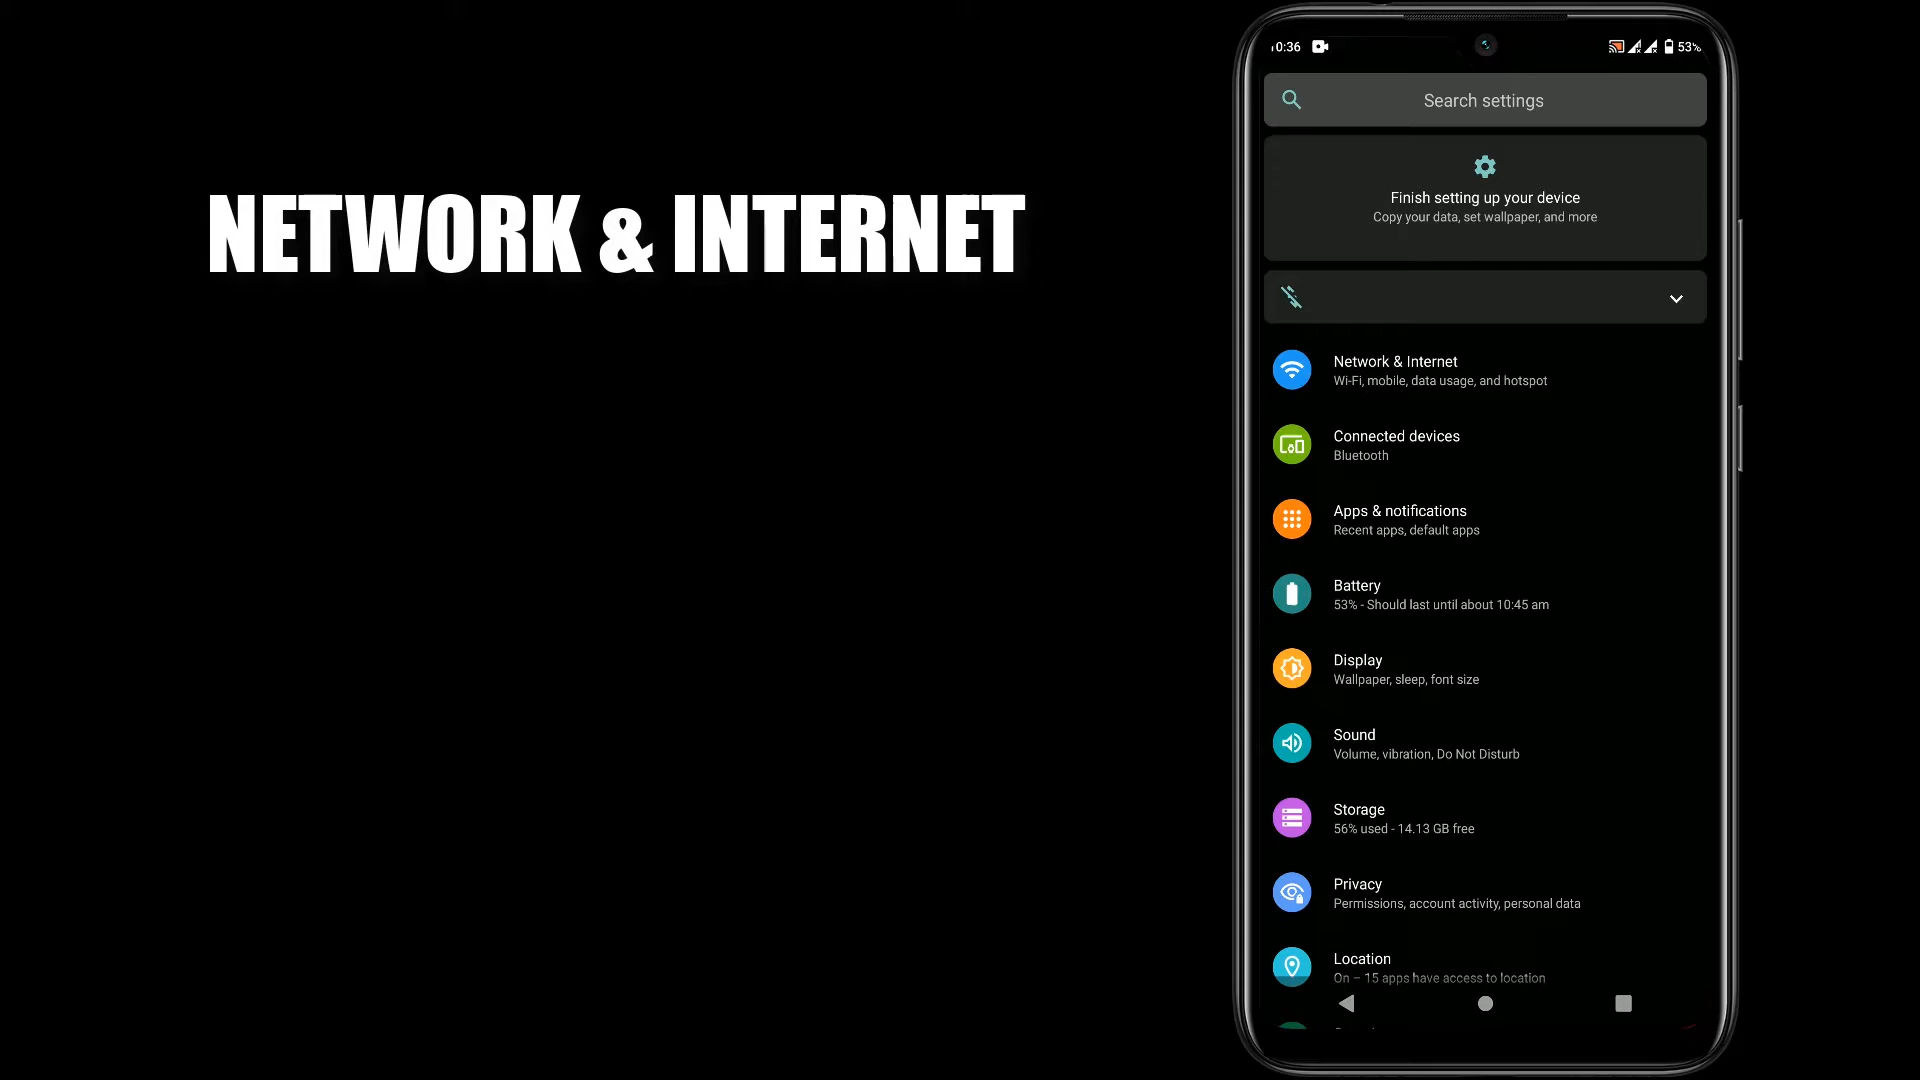 NETWORK & INTERNET
0:36
53%
Search settings
Finish setting up your device
Copy your data, set wallpaper, and more
Network & Internet
Wi-Fi, mobile, data usage, and hotspot
Connected devices
Bluetooth
Apps & notifications
Recent apps, default apps
Battery
53% - Should last until about 10:45 am
Display
Wallpaper, sleep, font size
Sound
Volume, vibration, Do Not Disturb
Storage
56% used - 14.13 GB free
Privacy
Permissions, account activity, personal data
Location
On – 15 apps have access to location